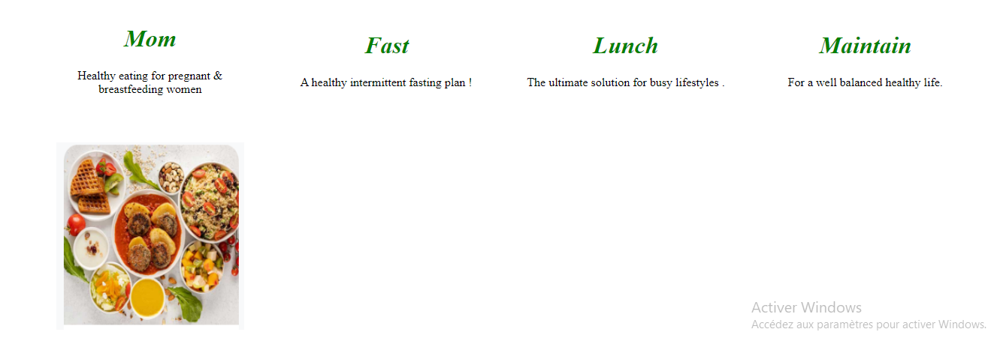 Mom
Healthy eating for pregnant &
breastfeeding women
Fast
A healthy intermittent fasting plan !
Lunch
The ultimate solution for busy lifestyles .
Maintain
For a well balanced healthy life.
Activer Windows
Accédez aux paramètres pour activer Windows.